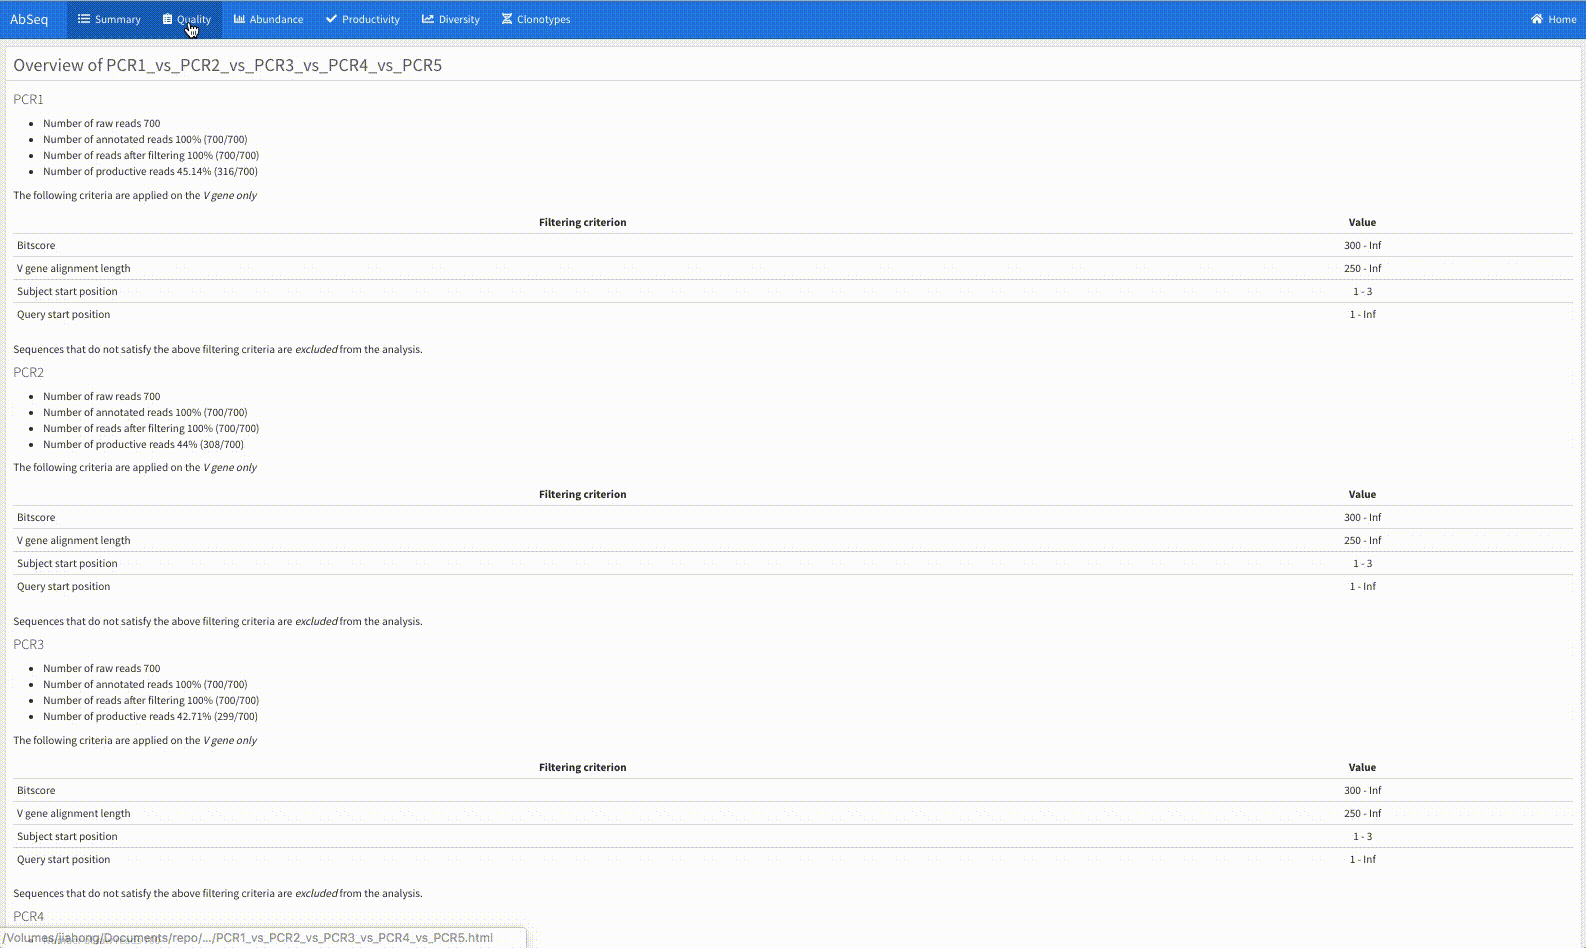 AbSeq Summary Quality Abundance Productivity Diversity Clonotypes Home
Overview of PCR1_vs_PCR2_vs_PCR3_vs_PCR4_vs_PCR5
PCR1
• Number of raw reads 700
• Number of annotated reads 100% (700/700)
• Number of reads after filtering 100% (700/700)
• Number of productive reads 45.14% (316/700)
The following criteria are applied on the V gene only
Filtering criterion Value
Bitscore 300 - Inf
V gene alignment length 250 - Inf
Subject start position 1 - 3
Query start position 1 - Inf
Sequences that do not satisfy the above filtering criteria are excluded from the analysis.
PCR2
• Number of raw reads 700
• Number of annotated reads 100% (700/700)
• Number of reads after filtering 100% (700/700)
• Number of productive reads 44% (308/700)
The following criteria are applied on the V gene only
Filtering criterion Value
Bitscore 300 - Inf
V gene alignment length 250 - Inf
Subject start position 1 - 3
Query start position 1 - Inf
Sequences that do not satisfy the above filtering criteria are excluded from the analysis.
PCR3
• Number of raw reads 700
• Number of annotated reads 100% (700/700)
• Number of reads after filtering 100% (700/700)
• Number of productive reads 42.71% (299/700)
The following criteria are applied on the V gene only
Filtering criterion Value
Bitscore 300 - Inf
V gene alignment length 250 - Inf
Subject start position 1 - 3
Query start position 1 - Inf
Sequences that do not satisfy the above filtering criteria are excluded from the analysis.
PCR4
/Volumes/jiahong/Documents/repo/.../PCR1_vs_PCR2_vs_PCR3_vs_PCR4_vs_PCR5.html